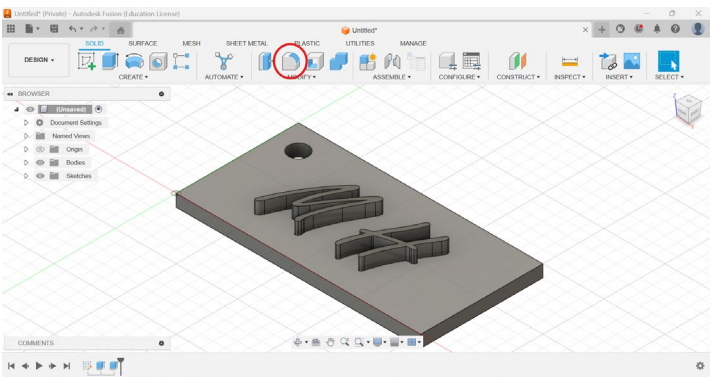 Untitled* (Private) - Autodesk Fusion (Education License)
Untitled*
SOLID SURFACE MESH SHEET METAL PLASTIC UTILITIES MANAGE
DESIGN
CREATE AUTOMATE MODIFY ASSEMBLE CONFIGURE CONSTRUCT INSPECT INSERT SELECT
BROWSER
(Unsaved)
Document Settings
Named Views
Origin
Bodies
Sketches
COMMENTS